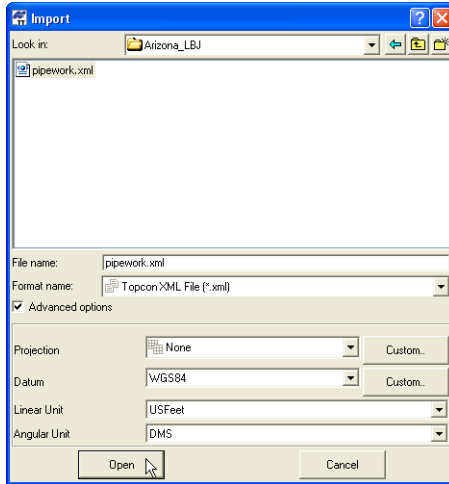 Import
Look in: Arizona_LBJ
pipework.xml
File name: pipework.xml
Format name: Topcon XML File (*.xml)
Advanced options
Projection None Custom..
Datum WGS84 Custom..
Linear Unit USFeet
Angular Unit DMS
Open Cancel